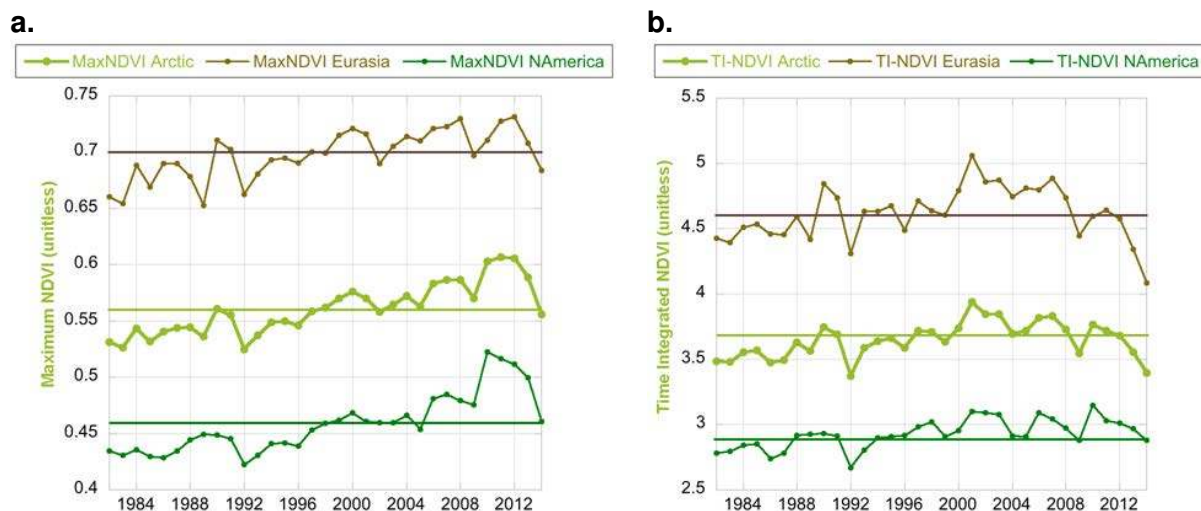 a.
MaxNDVI Arctic MaxNDVI Eurasia MaxNDVI NAmerica
0.75
0.7
0.65
0.6
0.55
0.5
0.45
0.4
Maximum NDVI (unitless)
1984 1988 1992 1996 2000 2004 2008 2012
b.
TI-NDVI Arctic TI-NDVI Eurasia TI-NDVI NAmerica
5.5
5
4.5
4
3.5
3
2.5
Time Integrated NDVI (unitless)
1984 1988 1992 1996 2000 2004 2008 2012